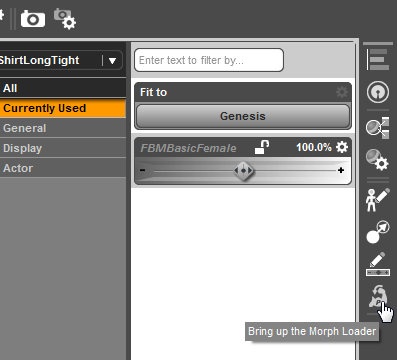 ShirtLongTight
All
Currently Used
General
Display
Actor
Enter text to filter by...
Fit to
Genesis
FBMBasicFemale
100.0%
- +
Bring up the Morph Loader